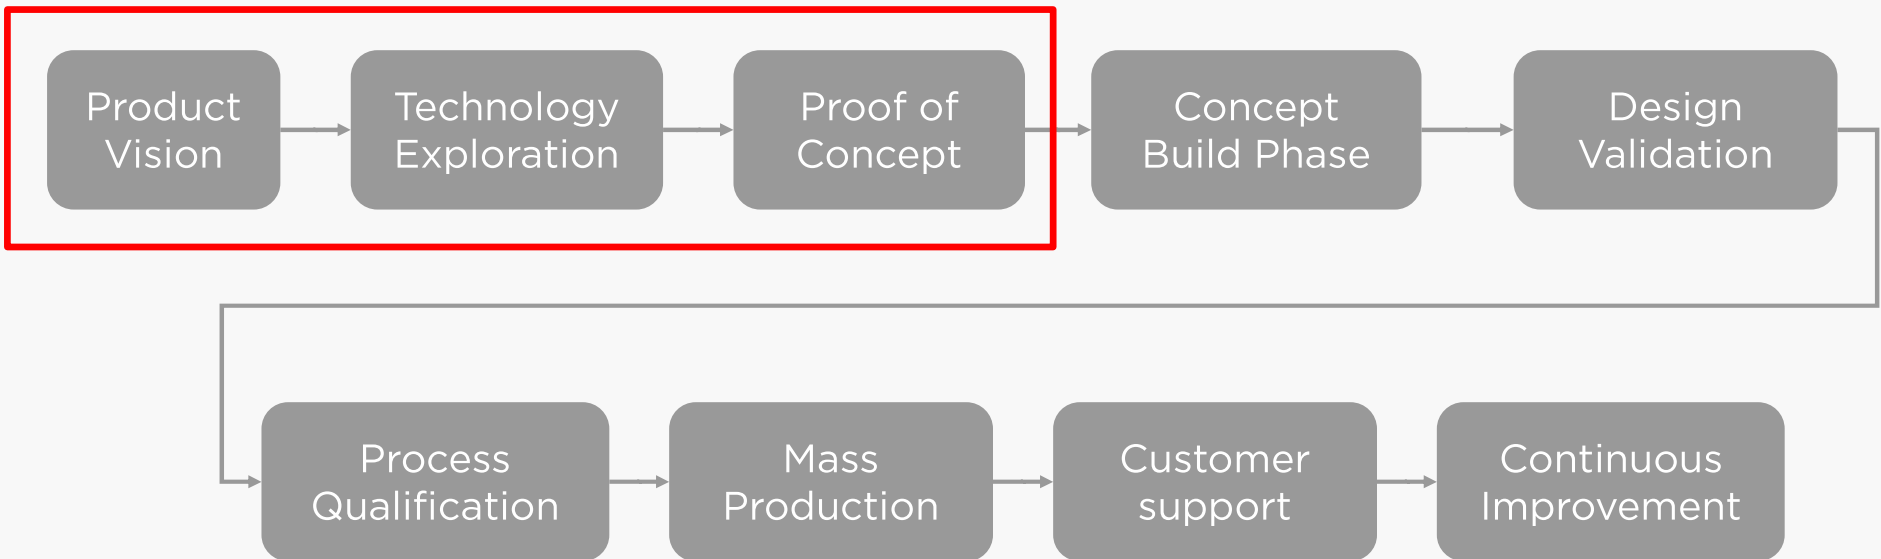 Product
Vision
Technology
Exploration
Proof of
Concept
Concept
Build Phase
Design
Validation
Process
Qualification
Mass
Production
Customer
support
Continuous
Improvement